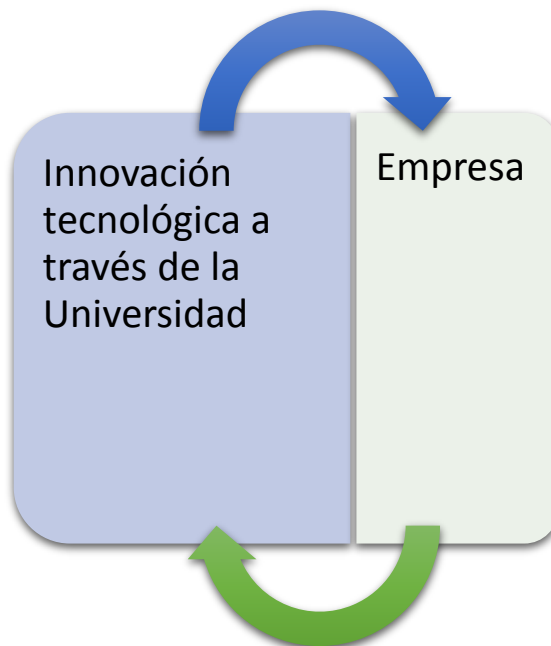 Innovación
tecnológica a
través de la
Universidad
Empresa